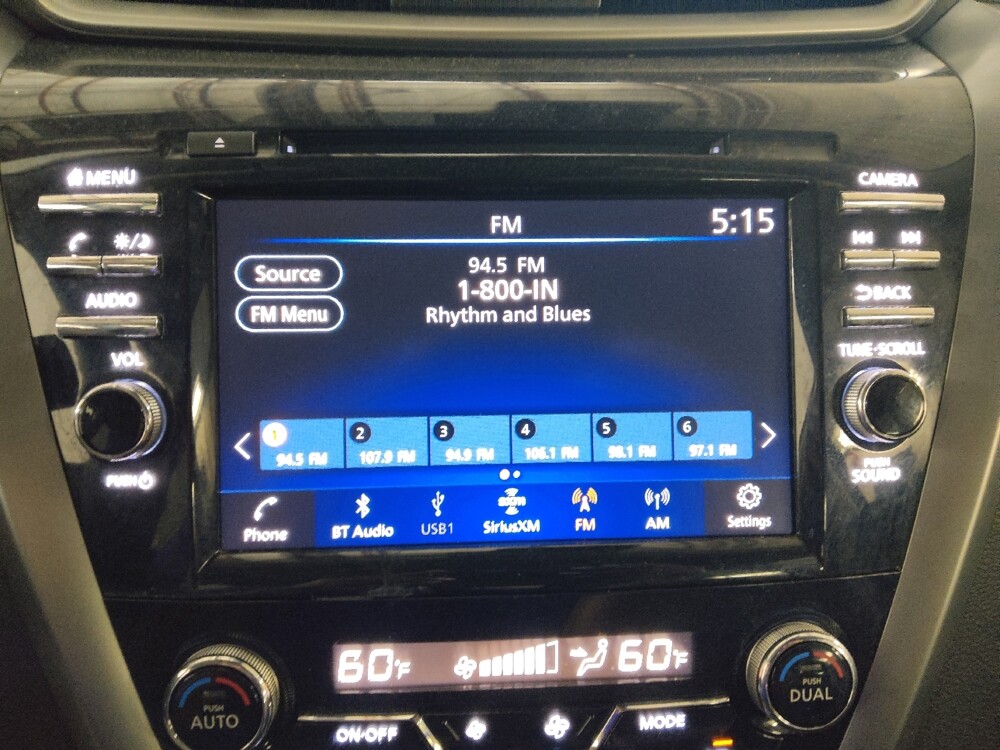 MENU
CAMERA
AUDIO
BACK
VOL
TUNE·SCROLL
PUSH
PUSH
SOUND
FM
5:15
Source
94.5 FM
1-800-IN
FM Menu
Rhythm and Blues
1
2
3
4
5
6
94.5 FM
107.9 FM
94.9 FM
106.1 FM
98.1 FM
97.1 FM
Phone
BT Audio
USB1
SiriusXM
FM
AM
Settings
60°F
60°F
PUSH
AUTO
PUSH
DUAL
ON·OFF
MODE